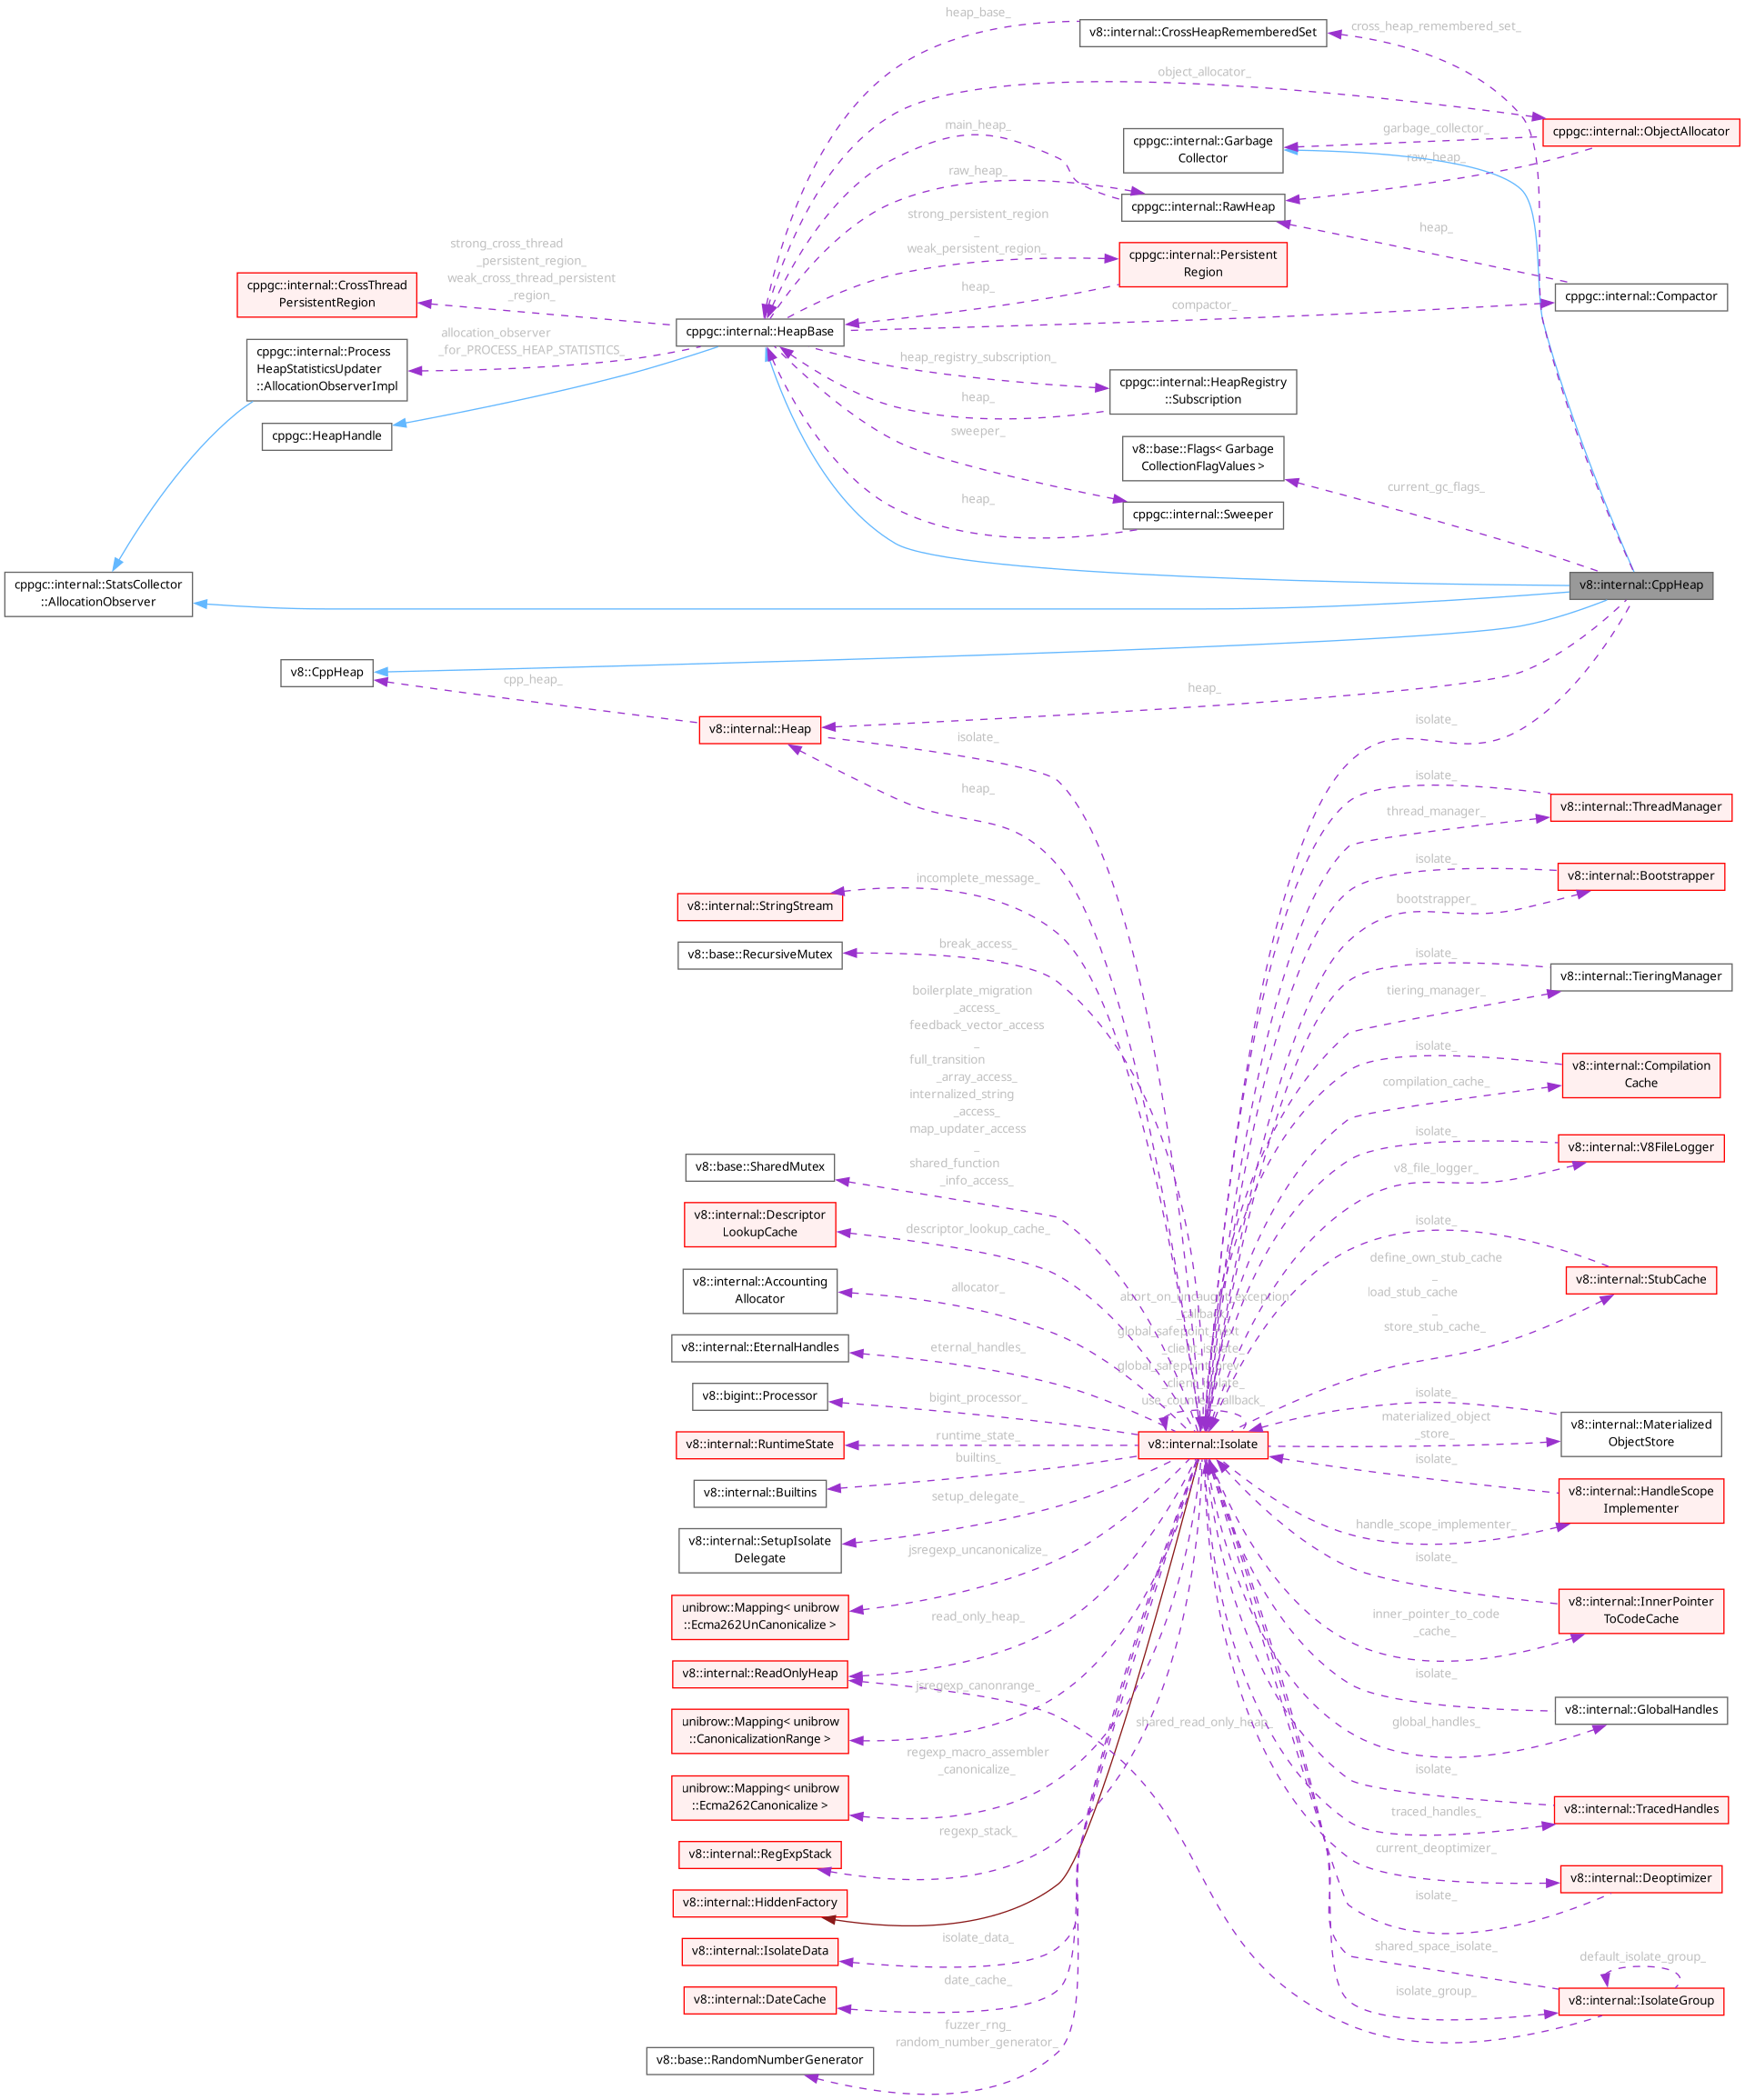 heap_base_
v8::internal::CrossHeapRememberedSet
cross_heap_remembered_set_
object_allocator_
main_heap_
cppgc::internal::Garbage
Collector
garbage_collector_
cppgc::internal::ObjectAllocator
raw_heap_
raw_heap_
cppgc::internal::RawHeap
strong_persistent_region
_
weak_persistent_region_
cppgc::internal::Persistent
Region
heap_
heap_
strong_cross_thread
_persistent_region_
weak_cross_thread_persistent
_region_
cppgc::internal::CrossThread
PersistentRegion
compactor_
cppgc::internal::Compactor
cppgc::internal::HeapBase
allocation_observer
_for_PROCESS_HEAP_STATISTICS_
cppgc::internal::Process
HeapStatisticsUpdater
::AllocationObserverImpl
heap_registry_subscription_
heap_
cppgc::internal::HeapRegistry
::Subscription
cppgc::HeapHandle
sweeper_
v8::base::Flags< Garbage
CollectionFlagValues >
current_gc_flags_
heap_
cppgc::internal::Sweeper
cppgc::internal::StatsCollector
::AllocationObserver
v8::internal::CppHeap
v8::CppHeap
cpp_heap_
heap_
v8::internal::Heap
isolate_
isolate_
heap_
isolate_
thread_manager_
v8::internal::ThreadManager
incomplete_message_
v8::internal::StringStream
isolate_
bootstrapper_
v8::internal::Bootstrapper
break_access_
v8::base::RecursiveMutex
isolate_
tiering_manager_
v8::internal::TieringManager
boilerplate_migration
_access_
feedback_vector_access
_
full_transition
_array_access_
internalized_string
_access_
map_updater_access
_
shared_function
_info_access_
v8::base::SharedMutex
isolate_
compilation_cache_
v8::internal::Compilation
Cache
isolate_
v8_file_logger_
v8::internal::V8FileLogger
v8::internal::Descriptor
LookupCache
descriptor_lookup_cache_
isolate_
define_own_stub_cache
_
load_stub_cache
_
store_stub_cache_
v8::internal::StubCache
v8::internal::Accounting
Allocator
allocator_
abort_on_uncaught_exception
_callback_
global_safepoint_next
_client_isolate_
global_safepoint_prev
_client_isolate_
use_counter_callback_
v8::internal::EternalHandles
eternal_handles_
v8::bigint::Processor
bigint_processor_
v8::internal::RuntimeState
runtime_state_
v8::internal::Isolate
isolate_
materialized_object
_store_
v8::internal::Materialized
ObjectStore
builtins_
v8::internal::Builtins
isolate_
handle_scope_implementer_
v8::internal::HandleScope
Implementer
setup_delegate_
v8::internal::SetupIsolate
Delegate
jsregexp_uncanonicalize_
unibrow::Mapping< unibrow
::Ecma262UnCanonicalize >
isolate_
inner_pointer_to_code
_cache_
v8::internal::InnerPointer
ToCodeCache
read_only_heap_
v8::internal::ReadOnlyHeap
isolate_
global_handles_
v8::internal::GlobalHandles
jsregexp_canonrange_
unibrow::Mapping< unibrow
::CanonicalizationRange >
shared_read_only_heap_
regexp_macro_assembler
_canonicalize_
unibrow::Mapping< unibrow
::Ecma262Canonicalize >
isolate_
traced_handles_
v8::internal::TracedHandles
regexp_stack_
v8::internal::RegExpStack
current_deoptimizer_
isolate_
v8::internal::Deoptimizer
v8::internal::HiddenFactory
isolate_data_
v8::internal::IsolateData
shared_space_isolate_
default_isolate_group_
isolate_group_
v8::internal::IsolateGroup
date_cache_
v8::internal::DateCache
fuzzer_rng_
random_number_generator_
v8::base::RandomNumberGenerator